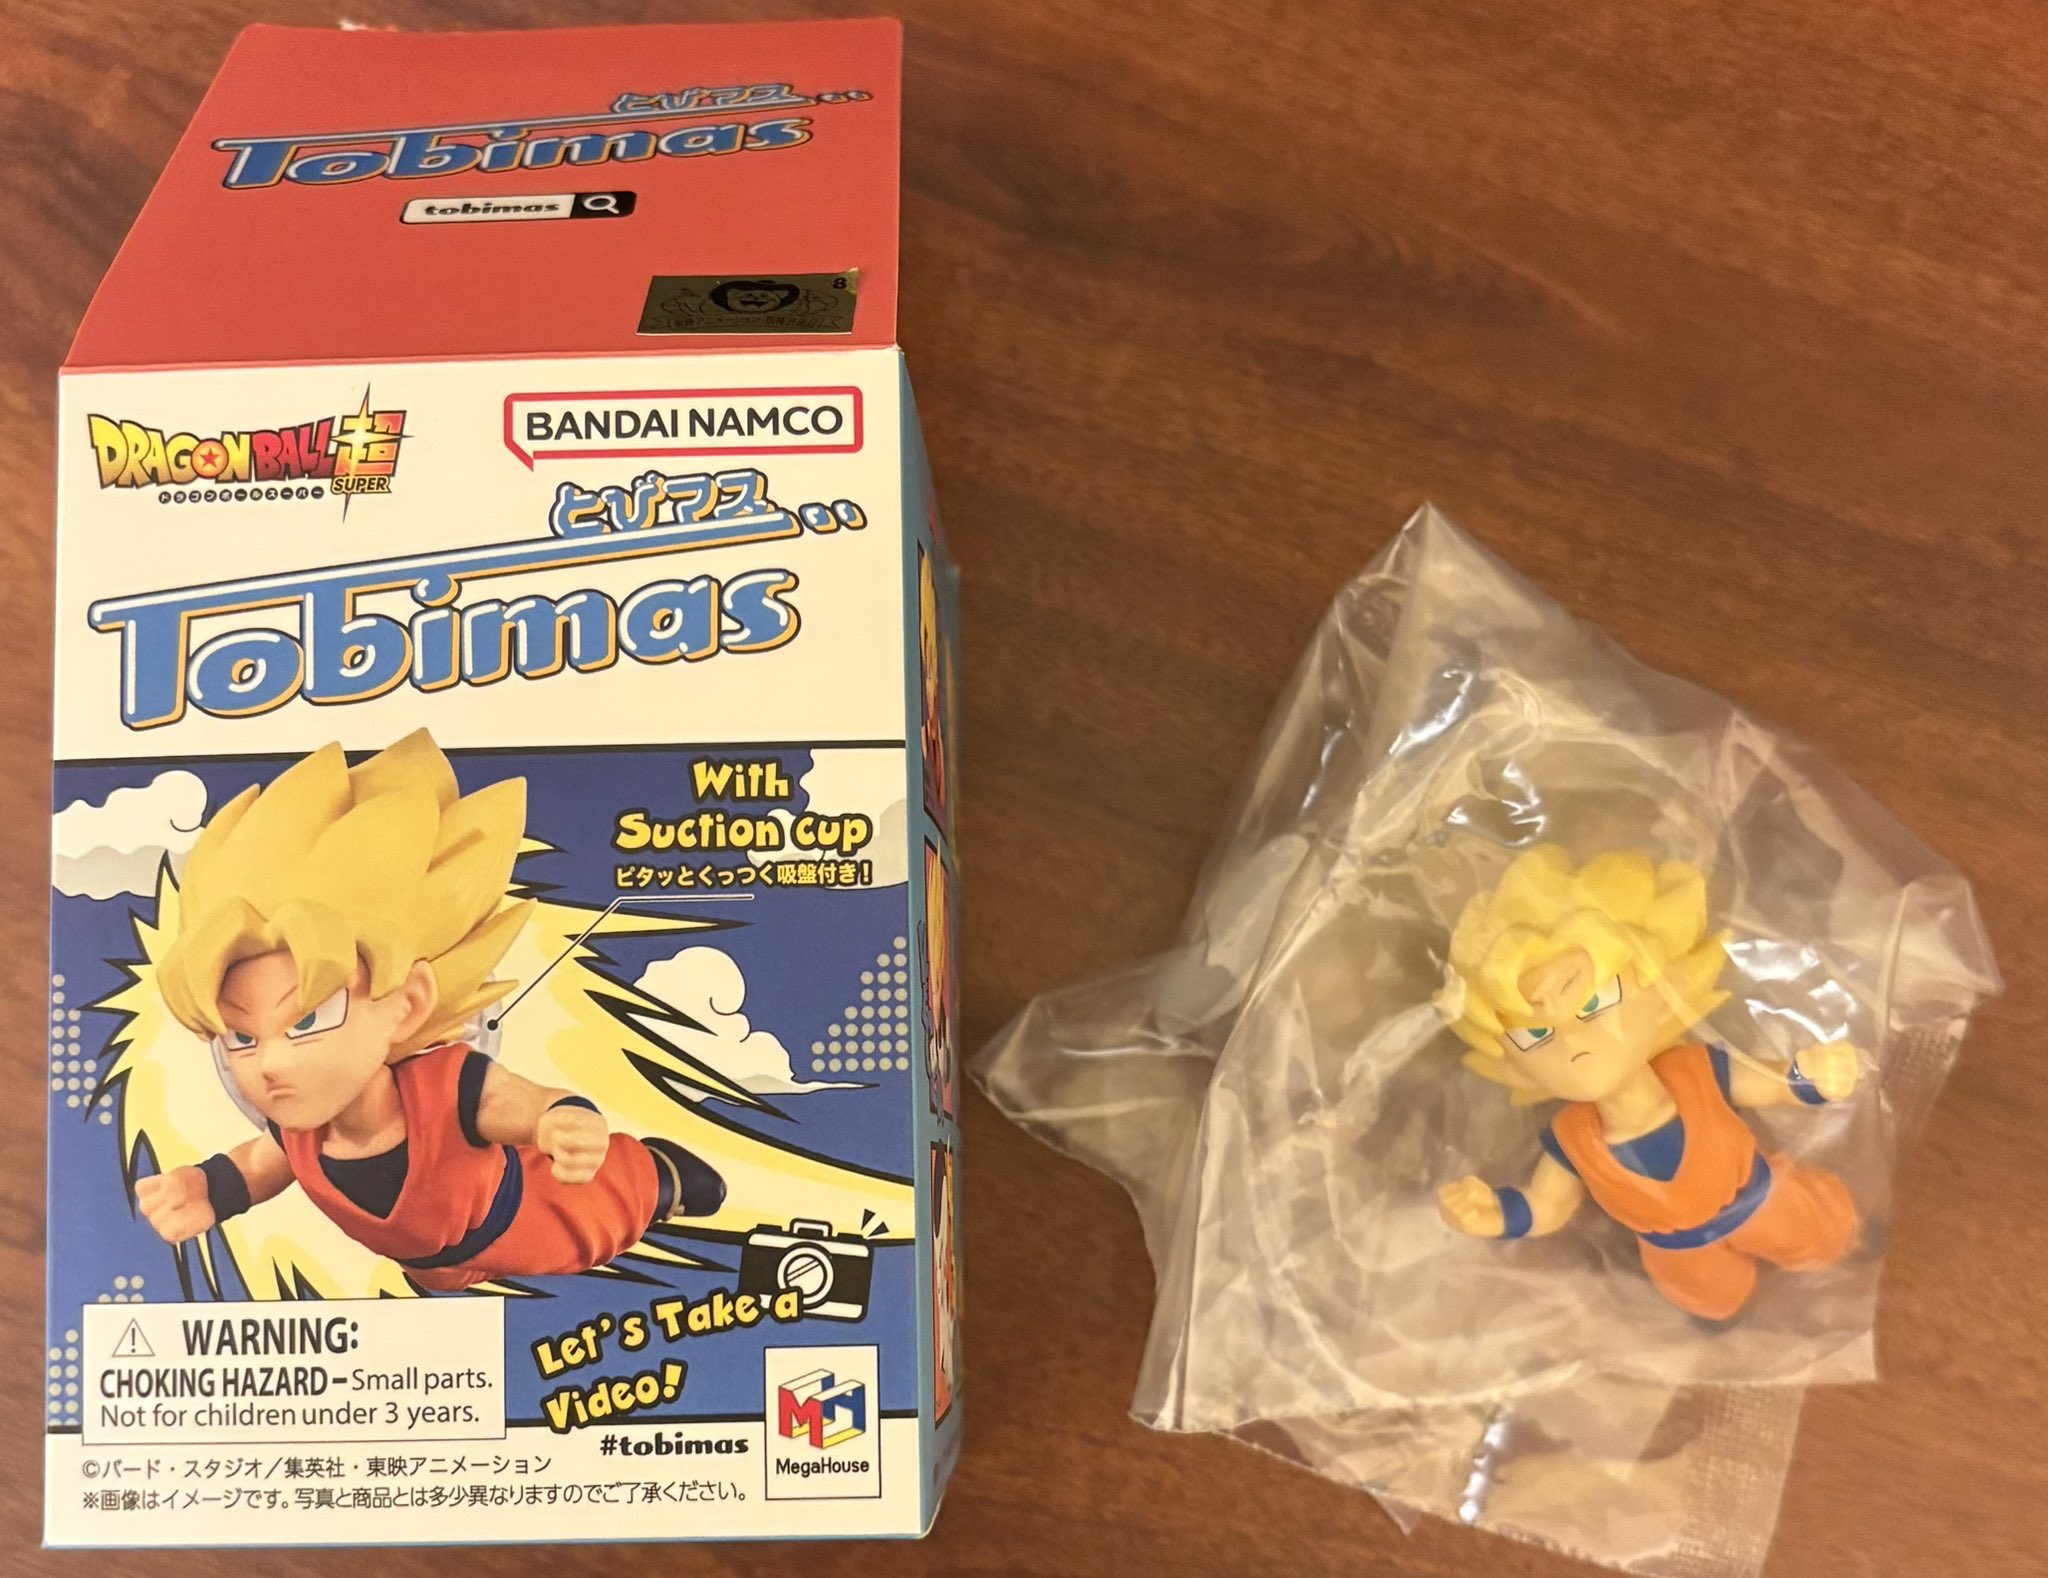 とびマス..
Tobimas
tobimas
8
DRAGON BALL 超
SUPER
ドラゴンボールスーパー
BANDAI NAMCO
とびマス..
Tobimas
With
Suction cup
ピタッとくっつく吸盤付き！
Let's Take a
Video!
#tobimas
WARNING:
CHOKING HAZARD – Small parts.
Not for children under 3 years.
MegaHouse
©バード・スタジオ／集英社・東映アニメーション
※画像はイメージです。写真と商品とは多少異なりますのでご了承ください。